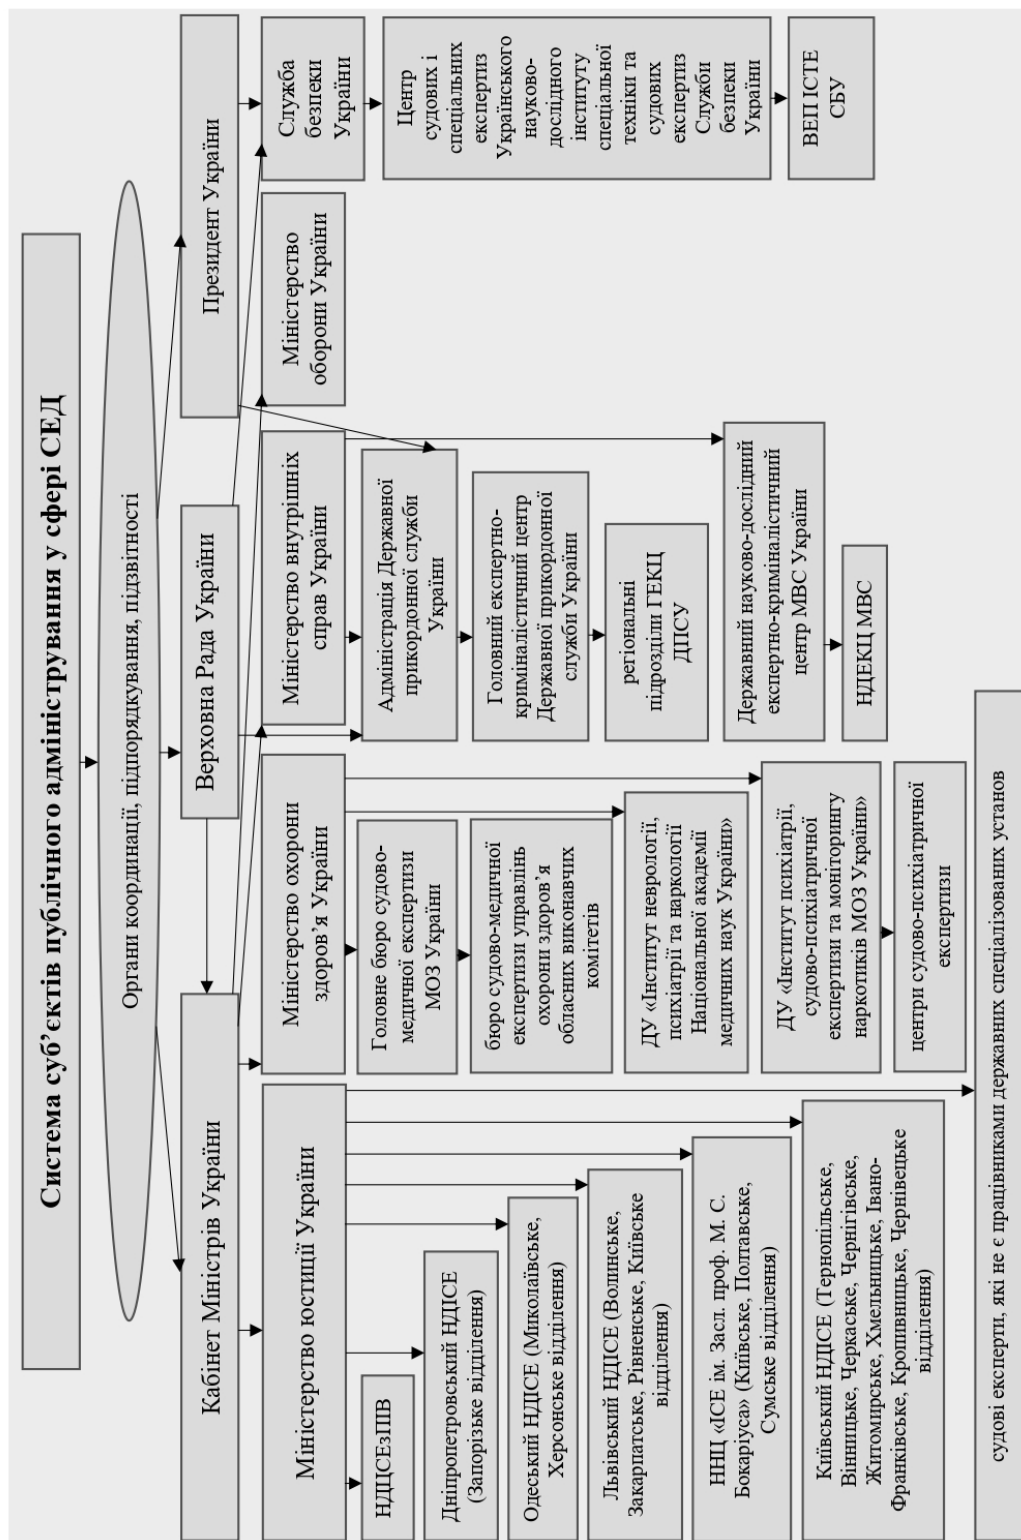 Система суб’єктів публічного адміністрування у сфері СЕД
Органи координації, підпорядкування, підзвітності
Кабінет Міністрів України
Верховна Рада України
Президент України
Міністерство юстиції України
НДЦСЕзПІВ
Дніпропетровський НДІСЕ
(Запорізьке відділення)
Одеський НДІСЕ (Миколаївське,
Херсонське відділення)
Львівський НДІСЕ (Волинське,
Закарпатське, Рівненське, Київське
відділення)
ННЦ «ІСЕ ім. Засл. проф. М. С.
Бокаріуса» (Київське, Полтавське,
Сумське відділення)
Київський НДІСЕ (Тернопільське,
Вінницьке, Черкаське, Чернігівське,
Житомирське, Хмельницьке, Івано-
Франківське, Кропивницьке, Чернівецьке
відділення)
судові експерти, які не є працівниками державних спеціалізованих установ
Міністерство охорони
здоров’я України
Головне бюро судово-
медичної експертизи
МОЗ України
бюро судово-медичної
експертизи управлінь
охорони здоров’я
обласних виконавчих
комітетів
ДУ «Інститут неврології,
психіатрії та наркології
Національної академії
медичних наук України»
ДУ «Інститут психіатрії,
судово-психіатричної
експертизи та моніторингу
наркотиків МОЗ України»
центри судово-психіатричної
експертизи
Міністерство внутрішніх
справ України
Адміністрація Державної
прикордонної служби
України
Головний експертно-
криміналістичний центр
Державної прикордонної
служби України
регіональні
підрозділи ГЕКЦ
ДПСУ
Державний науково-дослідний
експертно-криміналістичний
центр МВС України
НДЕКЦ МВС
Міністерство
оборони України
Служба
безпеки
України
Центр
судових і
спеціальних
експертиз
Українського
науково-
дослідного
інституту
спеціальної
техніки та
судових
експертиз
Служби
безпеки
України
ВЕП ІСТЕ
СБУ